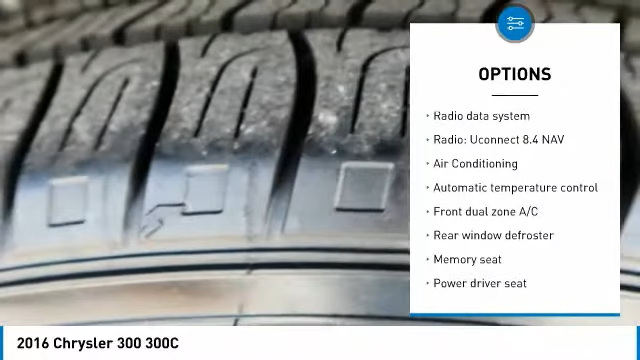 OPTIONS
· Radio data system
· Radio: Uconnect 8.4 NAV
· Air Conditioning
· Automatic temperature control
· Front dual zone A/C
· Rear window defroster
· Memory seat
· Power driver seat
2016 Chrysler 300 300C